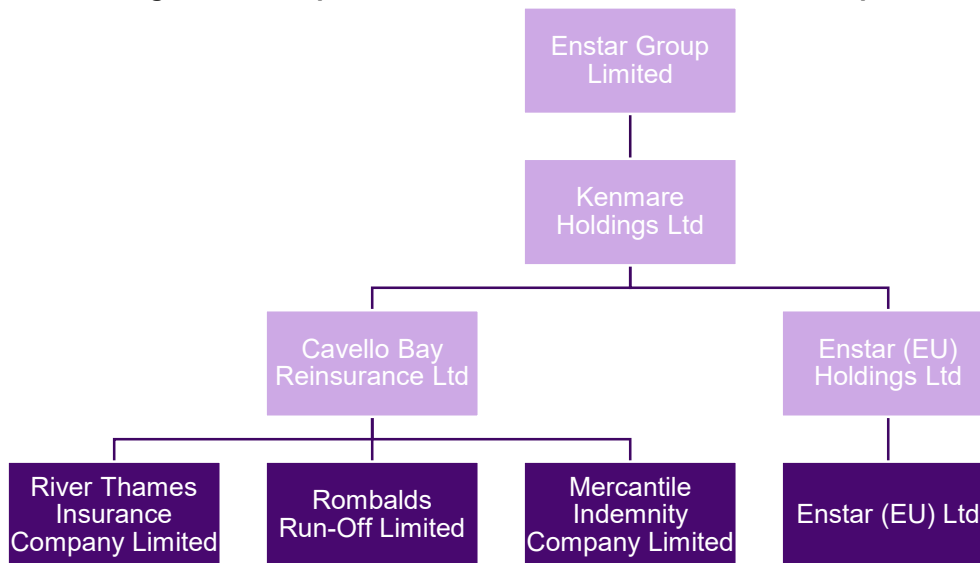 Enstar Group
Limited
Kenmare
Holdings Ltd
Cavello Bay
Reinsurance Ltd
Enstar (EU)
Holdings Ltd
River Thames
Insurance
Company Limited
Rombalds
Run-Off Limited
Mercantile
Indemnity
Company Limited
Enstar (EU) Ltd